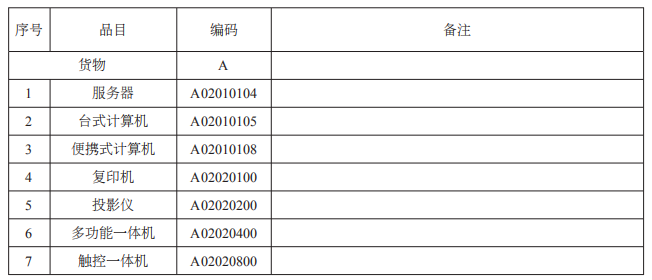 序号 品目 编码 备注
货物 A
1 服务器 A02010104
2 台式计算机 A02010105
3 便携式计算机 A02010108
4 复印机 A02020100
5 投影仪 A02020200
6 多功能一体机 A02020400
7 触控一体机 A02020800